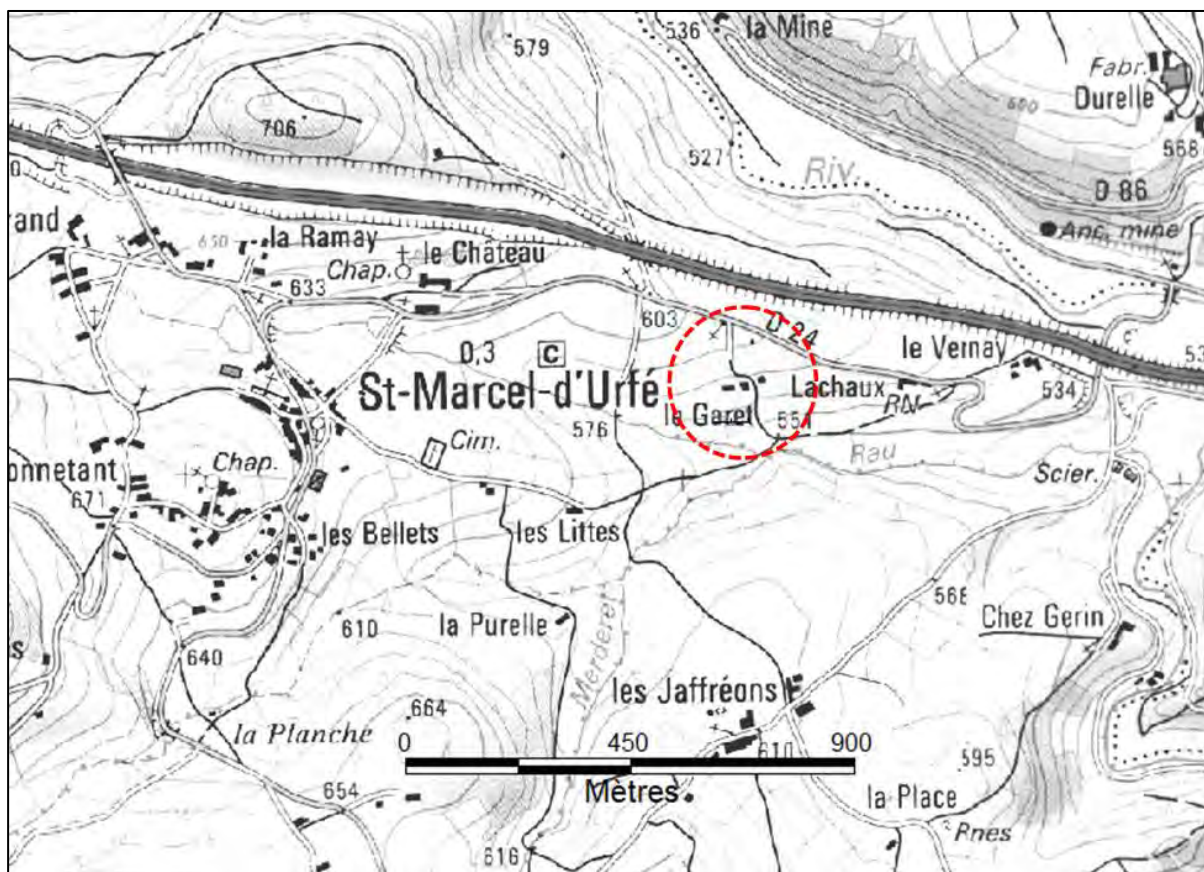 579
536
la Mine
Fabr.
Durelle
600
706
527
568
Riv.
D 86
rand
650
la Ramay
Chap.
le Château
Anc. mine
633
603
D 24
le Vernay
0,3
C
St-Marcel-d'Urfé
Lachaux
534
le Garet
551
576
Cim.
Rau
Chap.
onnetant
671
Scier.
les Bellets
les Littes
568
610
la Purelle
Merderet
Chez Gerin
640
s
les Jaffréons
664
la Planche
610
0
450
900
Mètres
595
654
la Place
Rnes
616